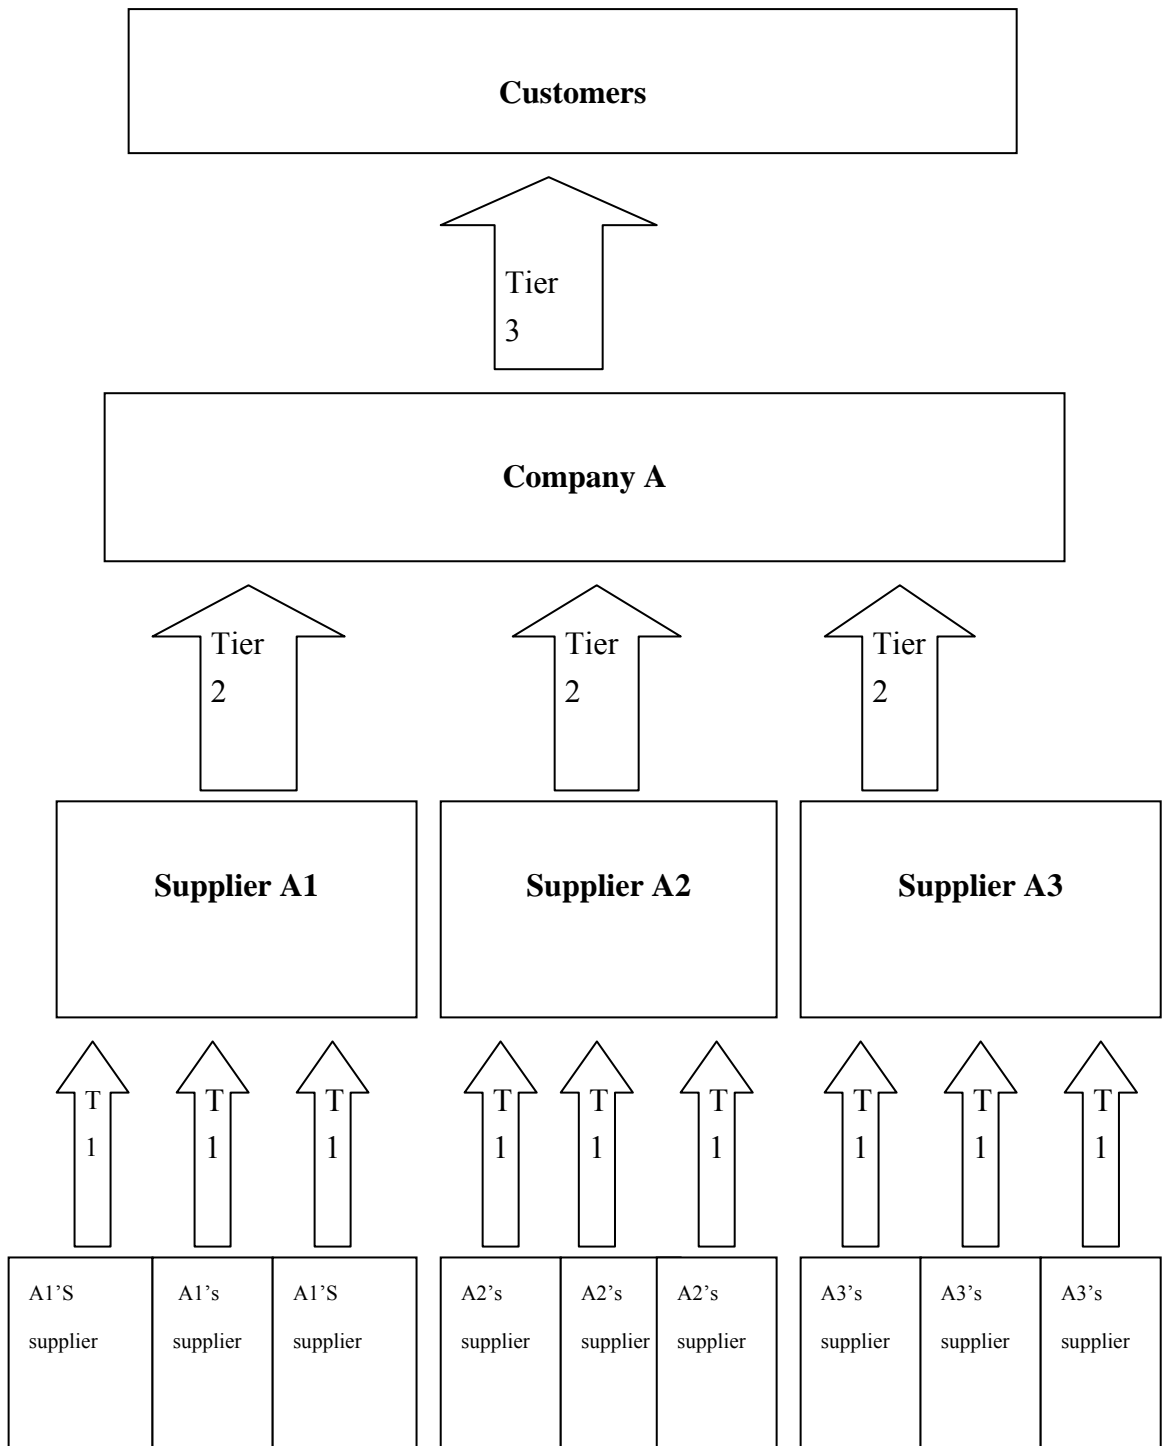 Customers
Tier
3
Company A
Tier
2
Tier
2
Tier
2
Supplier A1
Supplier A2
Supplier A3
T
1
T
1
T
1
T
1
T
1
T
1
T
1
T
1
T
1
A1’S
supplier
A1’s
supplier
A1’S
supplier
A2’s
supplier
A2’s
supplier
A2’s
supplier
A3’s
supplier
A3’s
supplier
A3’s
supplier